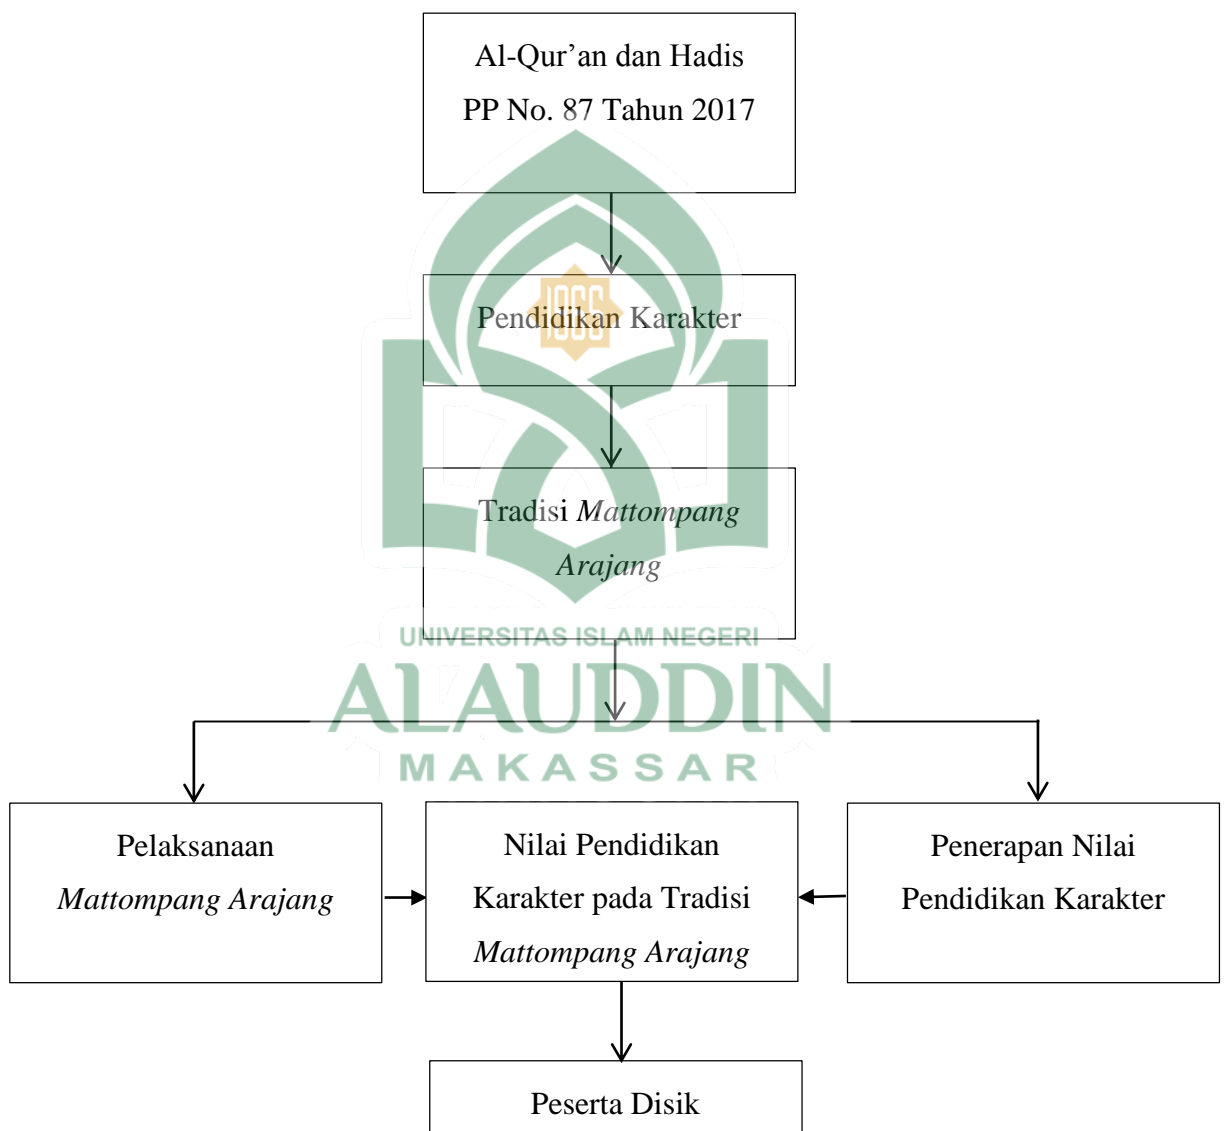 Al-Qur’an dan Hadis
PP No. 87 Tahun 2017
1965
Pendidikan Karakter
Tradisi Mattompang
Arajang
UNIVERSITAS ISLAM NEGERI
ALAUDDIN
MAKASSAR
Pelaksanaan
Mattompang Arajang
Nilai Pendidikan
Karakter pada Tradisi
Mattompang Arajang
Penerapan Nilai
Pendidikan Karakter
Peserta Disik